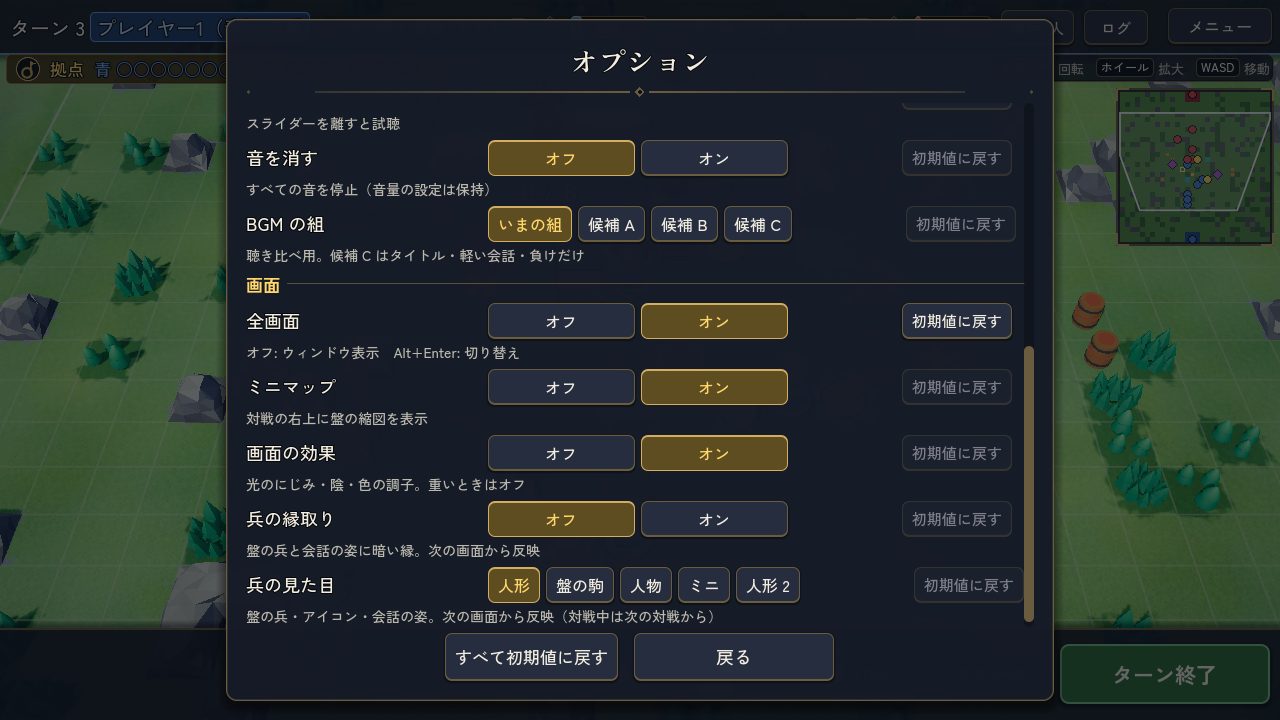 ターン 3 プレイヤー1
ログ
メニュー
拠点 青
回転 ホイール 拡大 WASD 移動
オプション
スライダーを離すと試聴
音を消す オフ オン 初期値に戻す
すべての音を停止（音量の設定は保持）
BGM の組 いまの組 候補 A 候補 B 候補 C 初期値に戻す
聴き比べ用。候補 C はタイトル・軽い会話・負けだけ
画面
全画面 オフ オン 初期値に戻す
オフ: ウィンドウ表示　Alt+Enter: 切り替え
ミニマップ オフ オン 初期値に戻す
対戦の右上に盤の縮図を表示
画面の効果 オフ オン 初期値に戻す
光のにじみ・陰・色の調子。重いときはオフ
兵の縁取り オフ オン 初期値に戻す
盤の兵と会話の姿に暗い縁。次の画面から反映
兵の見た目 人形 盤の駒 人物 ミニ 人形 2 初期値に戻す
盤の兵・アイコン・会話の姿。次の画面から反映（対戦中は次の対戦から）
すべて初期値に戻す 戻る
ターン終了